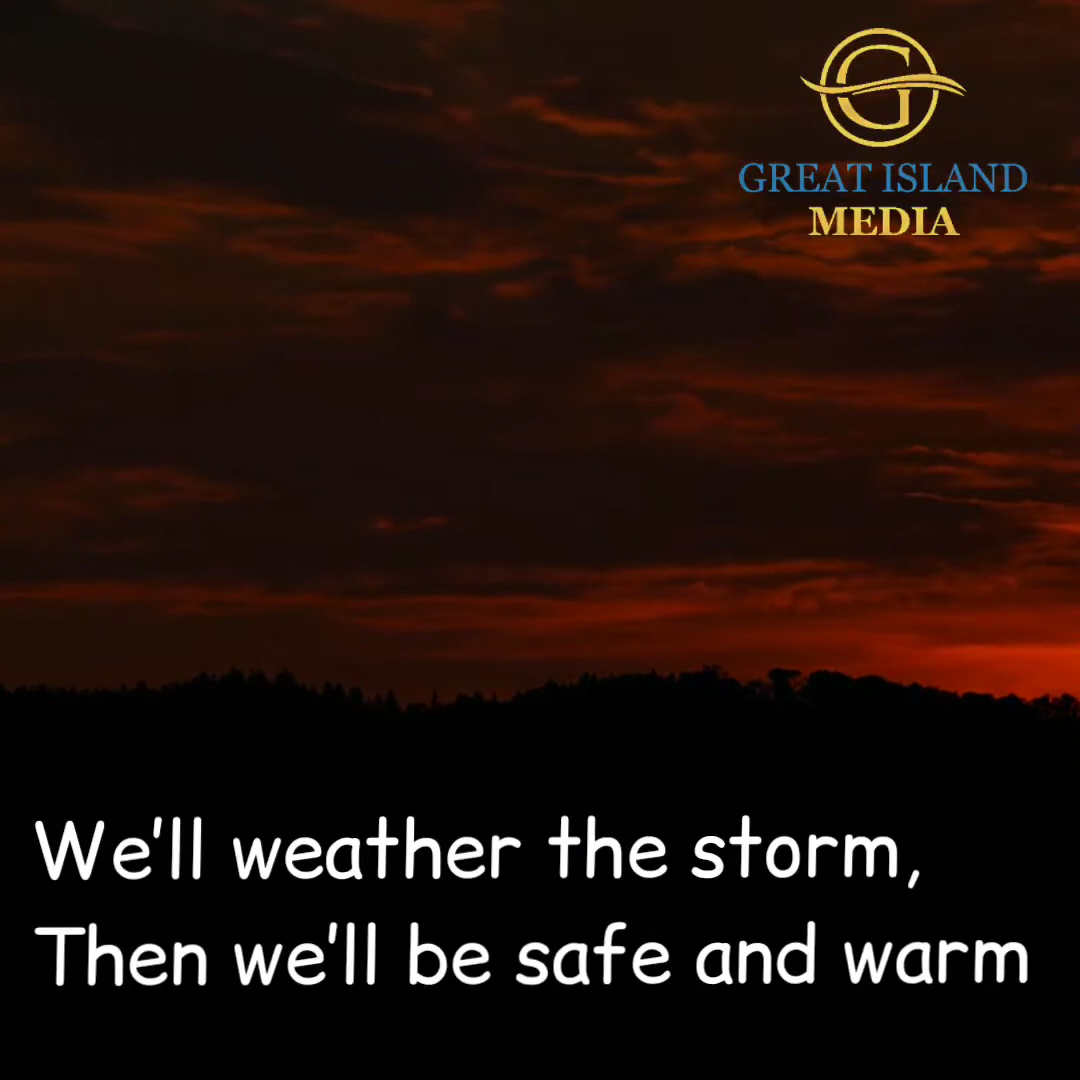 G
GREAT ISLAND
MEDIA
We'll weather the storm,
Then we'll be safe and warm